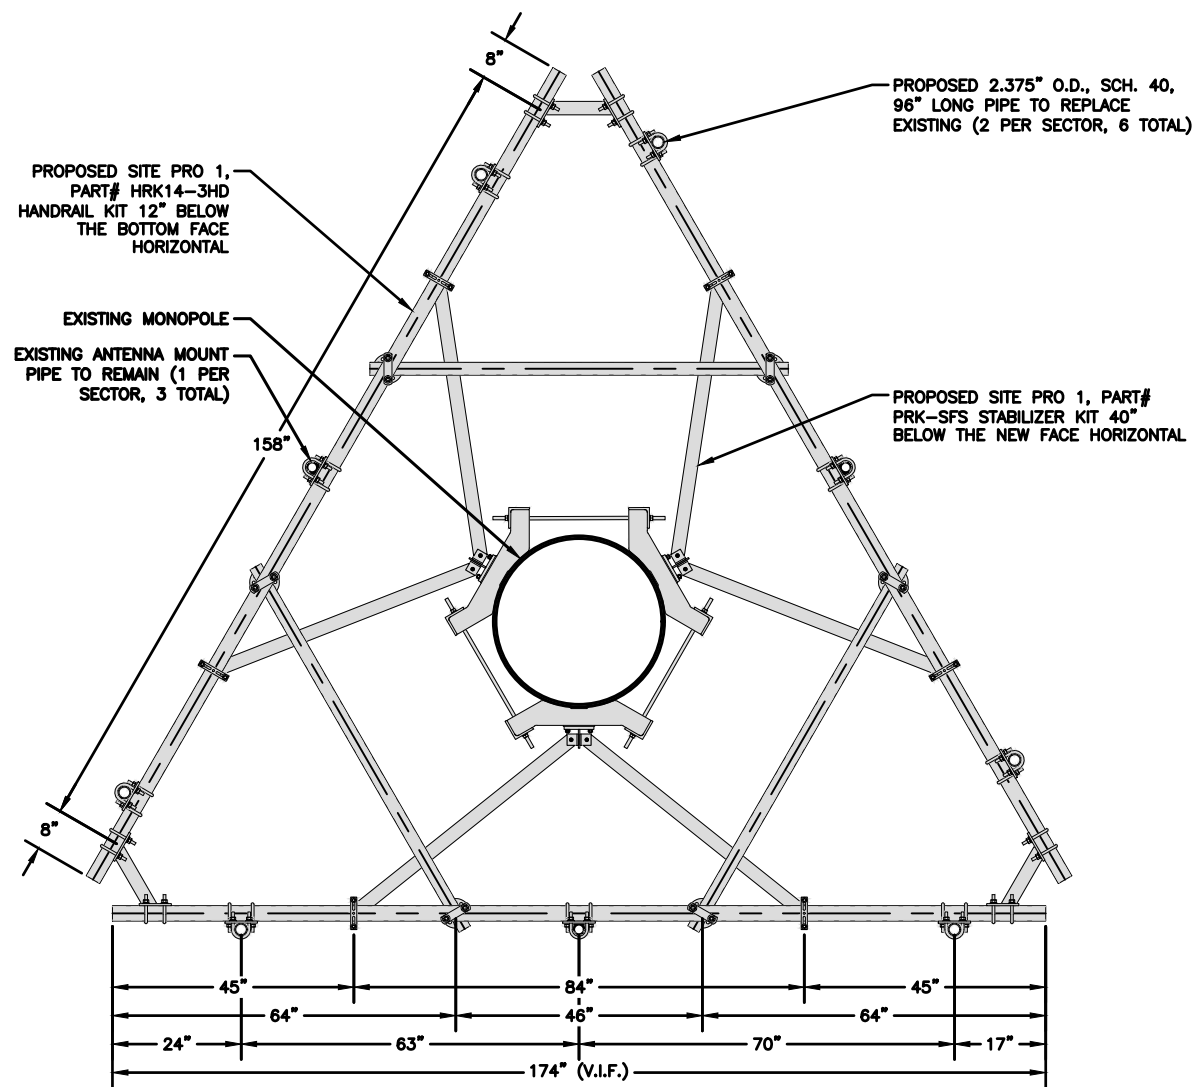 8"
PROPOSED 2.375" O.D., SCH. 40,
96" LONG PIPE TO REPLACE
EXISTING (2 PER SECTOR, 6 TOTAL)
PROPOSED SITE PRO 1,
PART# HRK14-3HD
HANDRAIL KIT 12" BELOW
THE BOTTOM FACE
HORIZONTAL
EXISTING MONOPOLE
EXISTING ANTENNA MOUNT
PIPE TO REMAIN (1 PER
SECTOR, 3 TOTAL)
PROPOSED SITE PRO 1, PART#
PRK-SFS STABILIZER KIT 40"
BELOW THE NEW FACE HORIZONTAL
158"
8"
45" 84" 45"
64" 46" 64"
24" 63" 70" 17"
174" (V.I.F.)